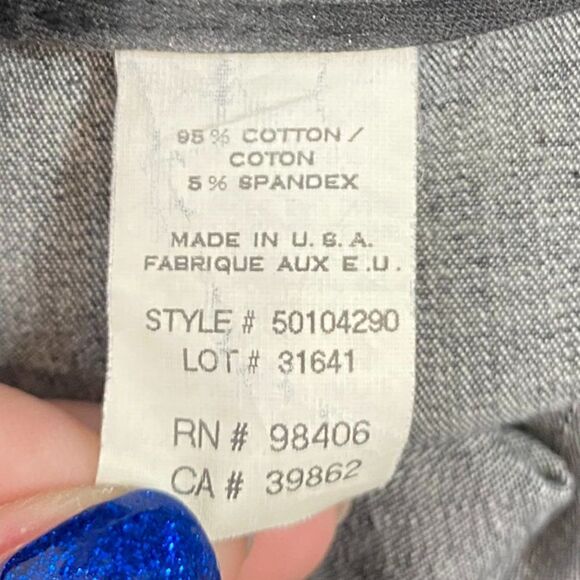 95% COTTON /
COTON
5% SPANDEX
MADE IN U.S.A.
FABRIQUE AUX E.U.
STYLE # 50104290
LOT # 31641
RN # 98406
CA # 39862